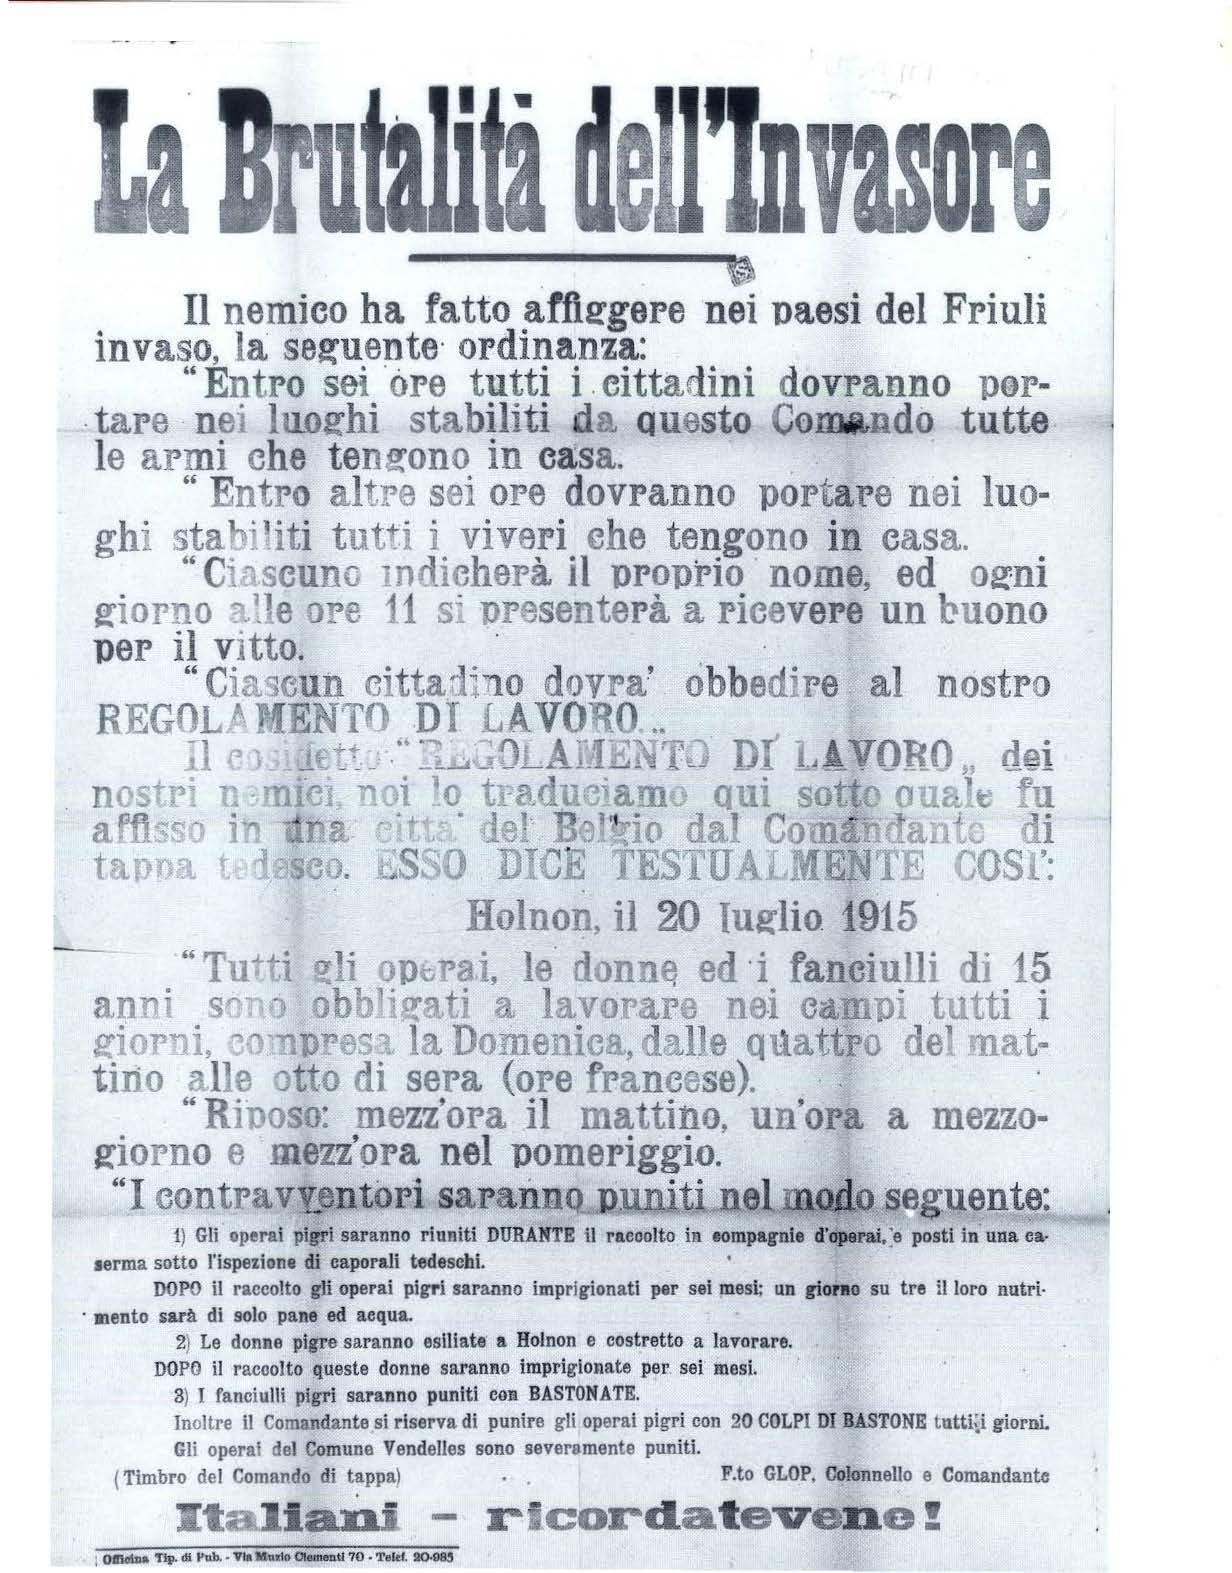 La Brutalità dell'Invasore
Il nemico ha fatto affiggere nei paesi del Friuli
invaso, la seguente ordinanza:
“Entro sei ore tutti i cittadini dovranno por-
tare nei luoghi stabiliti da questo Comando tutte
le armi che tengono in casa.
“Entro altre sei ore dovranno portare nei luo-
ghi stabiliti tutti i viveri che tengono in casa.
“Ciascuno indicherà il proprio nome, ed ogni
giorno alle ore 11 si presenterà a ricevere un buono
per il vitto.
“Ciascun cittadino dovra' obbedire al nostro
REGOLAMENTO DI LAVORO„.
Il cosidetto “REGOLAMENTO DI LAVORO„ dei
nostri nemici, noi lo traduciamo qui sotto quale fu
affisso in una citta' del Belgio dal Comandante di
tappa tedesco. ESSO DICE TESTUALMENTE COSI':
Holnon, il 20 luglio 1915
“Tutti gli operai, le donne ed i fanciulli di 15
anni sono obbligati a lavorare nei campi tutti i
giorni, compresa la Domenica, dalle quattro del mat-
tino alle otto di sera (ore francese).
“Riposo: mezz'ora il mattino, un'ora a mezzo-
giorno e mezz'ora nel pomeriggio.
“I contravventori saranno puniti nel modo seguente:
1) Gli operai pigri saranno riuniti DURANTE il raccolto in compagnie d'operai, e posti in una ca-
serma sotto l'ispezione di caporali tedeschi.
DOPO il raccolto gli operai pigri saranno imprigionati per sei mesi; un giorno su tre il loro nutri-
mento sarà di solo pane ed acqua.
2) Le donne pigre saranno esiliate a Holnon e costretto a lavorare.
DOPO il raccolto queste donne saranno imprigionate per sei mesi.
3) I fanciulli pigri saranno puniti con BASTONATE.
Inoltre il Comandante si riserva di punire gli operai pigri con 20 COLPI DI BASTONE tutti i giorni.
Gli operai del Comune Vendelles sono severamente puniti.
(Timbro del Comando di tappa) F.to GLOP, Colonnello e Comandante
Italiani - ricordatevene!
Officina Tip. di Pub. - Via Muzio Clementi 70 - Telef. 20-985